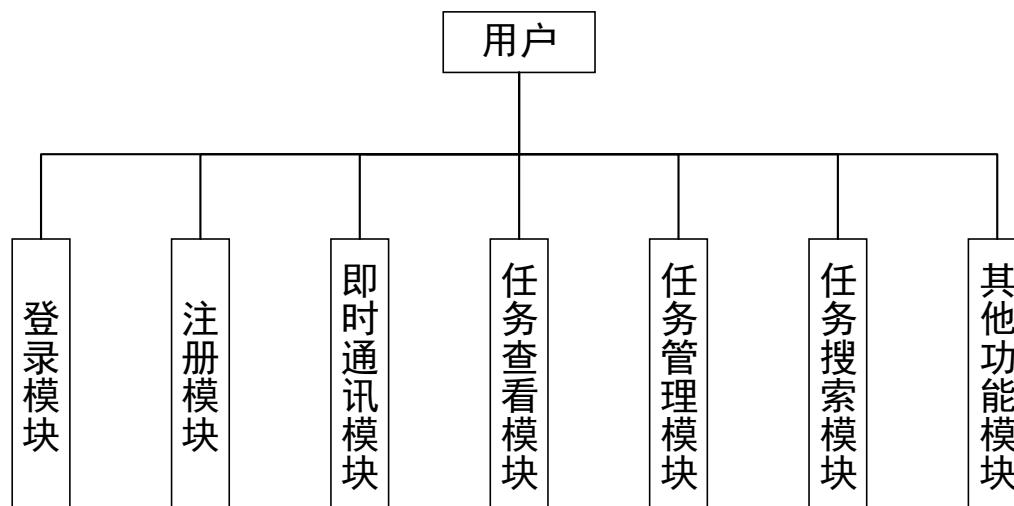 用户
登录模块
注册模块
即时通讯模块
任务查看模块
任务管理模块
任务搜索模块
其他功能模块